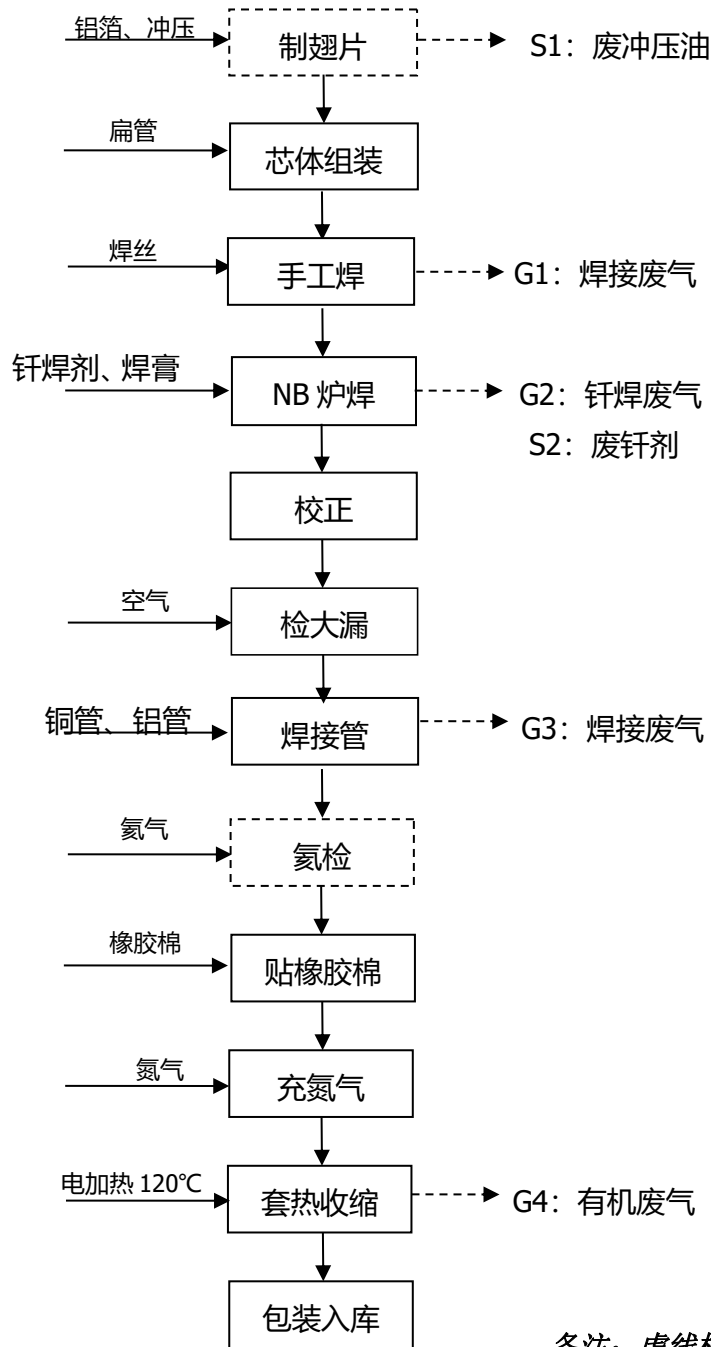 铝箔、冲压
制翅片
S1：废冲压油
扁管
芯体组装
焊丝
手工焊
G1：焊接废气
钎焊剂、焊膏
NB 炉焊
G2：钎焊废气
S2：废钎剂
校正
空气
检大漏
铜管、铝管
焊接管
G3：焊接废气
氦气
氦检
橡胶棉
贴橡胶棉
氮气
充氮气
电加热 120℃
套热收缩
G4：有机废气
包装入库
备注：虚线框